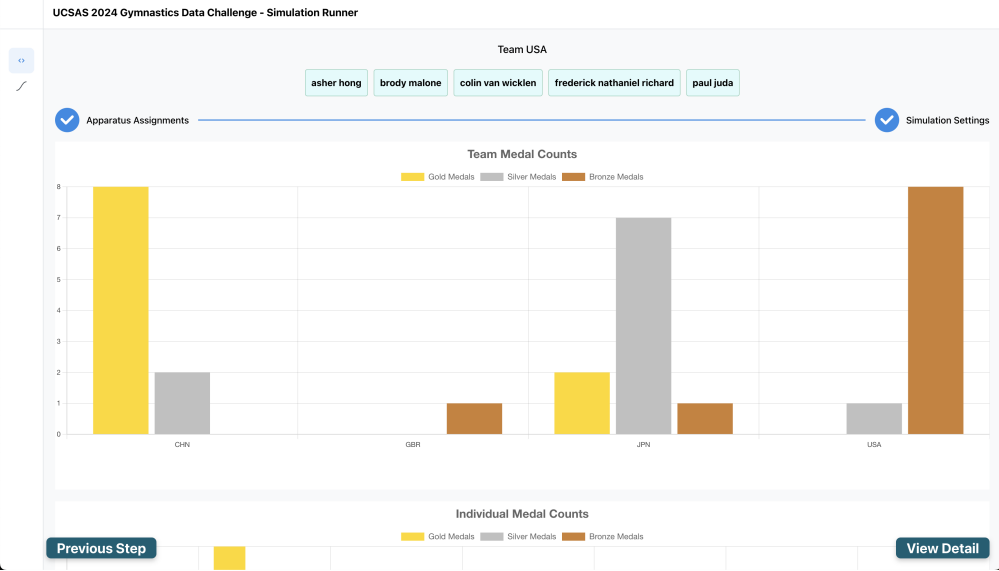 UCSAS 2024 Gymnastics Data Challenge - Simulation Runner
Team USA
asher hong brody malone colin van wicklen frederick nathaniel richard paul juda
Apparatus Assignments Simulation Settings
Team Medal Counts
Gold Medals Silver Medals Bronze Medals
8
7
6
5
4
3
2
1
0
CHN GBR JPN USA
Individual Medal Counts
Gold Medals Silver Medals Bronze Medals
Previous Step View Detail